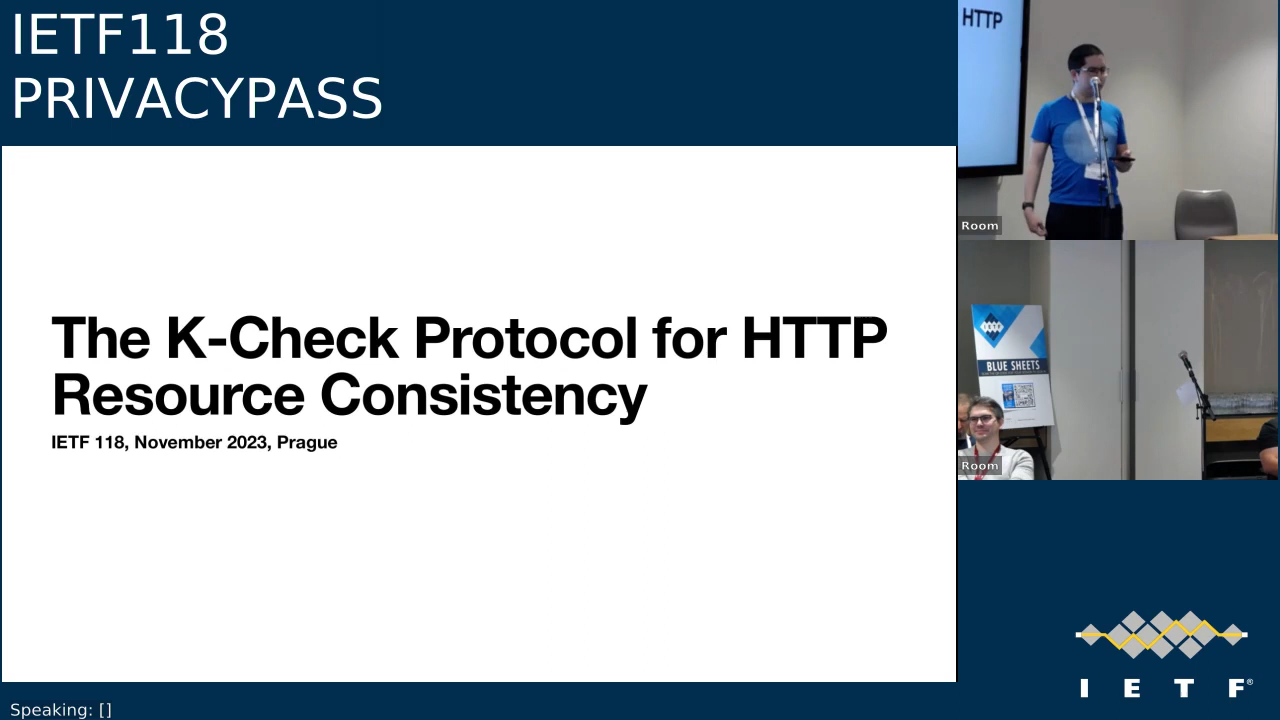 IETF118
PRIVACYPASS
The K-Check Protocol for HTTP
Resource Consistency
IETF 118, November 2023, Prague
HTTP
Room
IETF
BLUE SHEETS
Room
I E T F®
Speaking: []